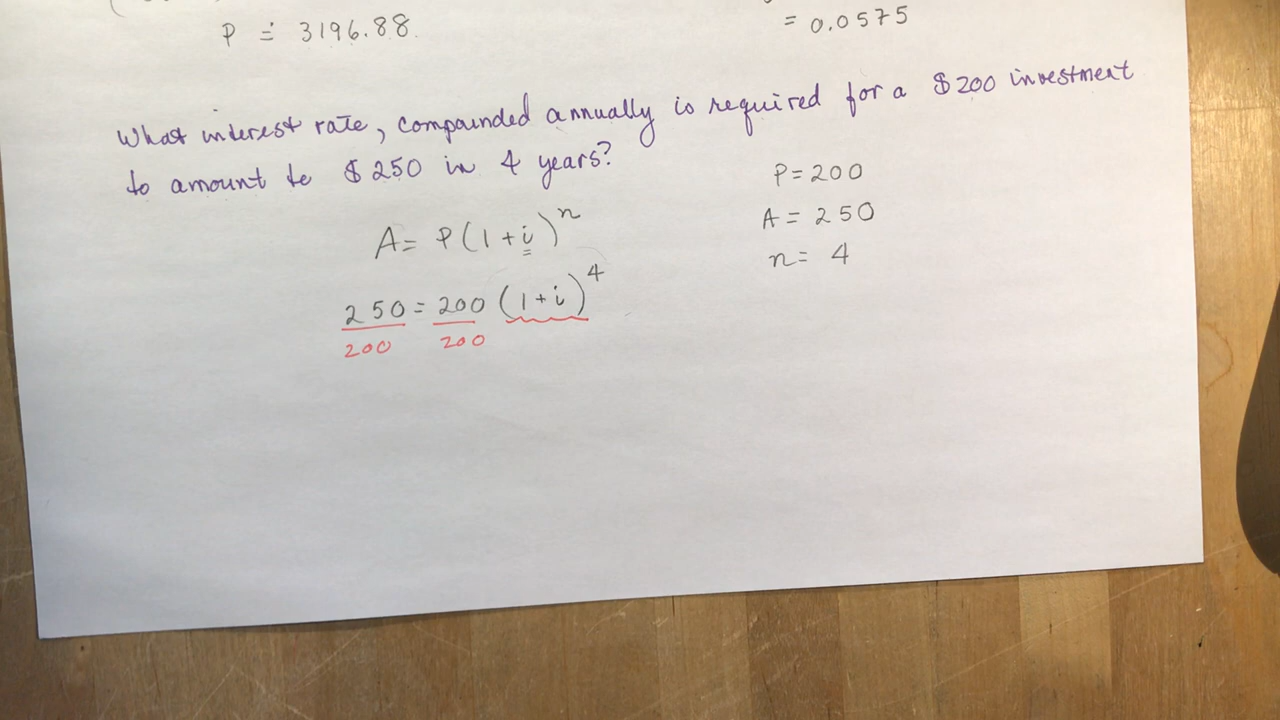 P ≐ 3196.88
= 0.0575
What interest rate, compounded annually is required for a $200 investment
to amount to $250 in 4 years?
P = 200
A = P(1+i)^n
A = 250
n = 4
250 = 200 (1+i)^4
200 200